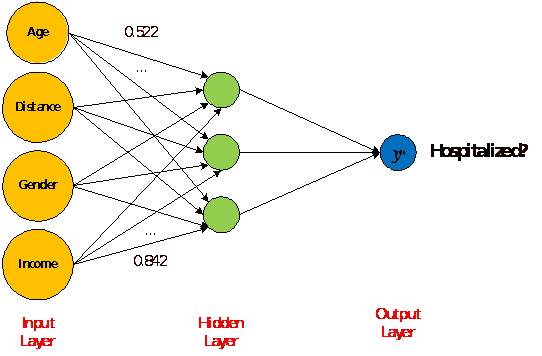 Age
0.522
...
Distance
Gender
Income
...
0.842
y
Hospitalized?
Input
Layer
Hidden
Layer
Output
Layer